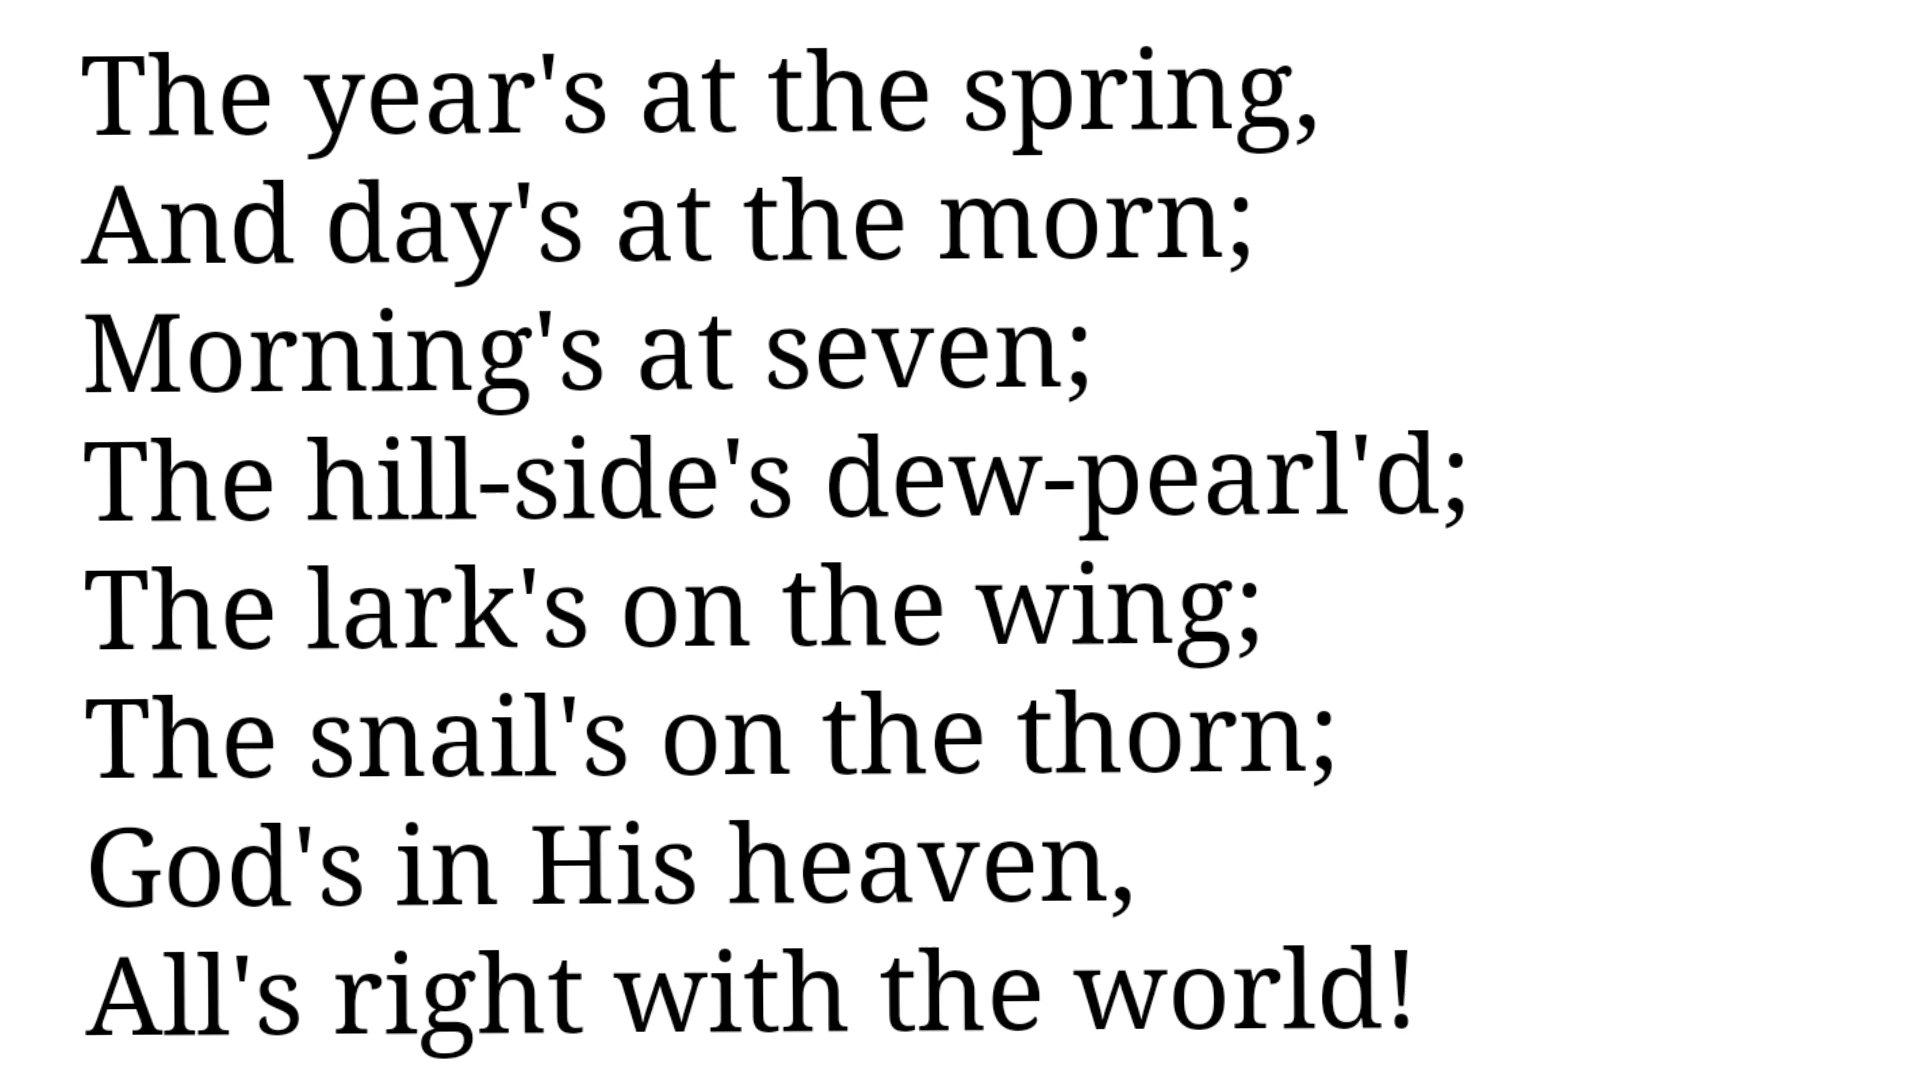 The year's at the spring,
And day's at the morn;
Morning's at seven;
The hill-side's dew-pearl'd;
The lark's on the wing;
The snail's on the thorn;
God's in His heaven,
All's right with the world!